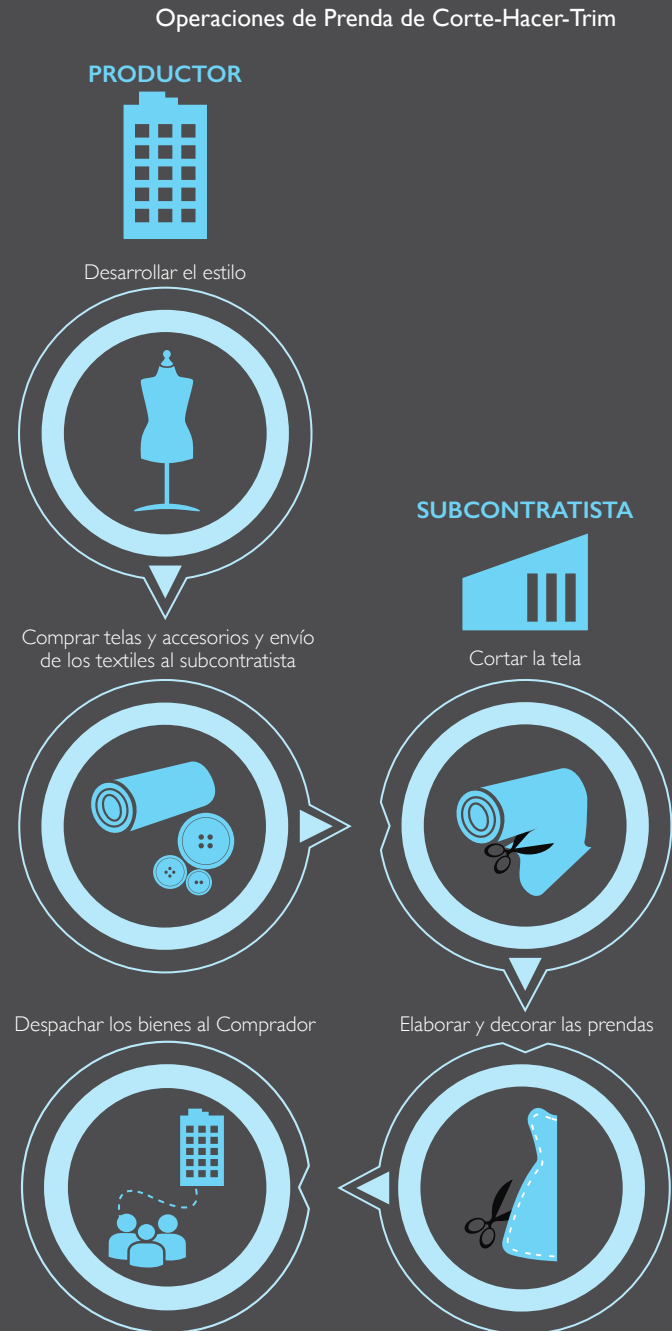 Operaciones de Prenda de Corte-Hacer-Trim
PRODUCTOR
Desarrollar el estilo
SUBCONTRATISTA
Comprar telas y accesorios y envío
de los textiles al subcontratista
Cortar la tela
Despachar los bienes al Comprador
Elaborar y decorar las prendas